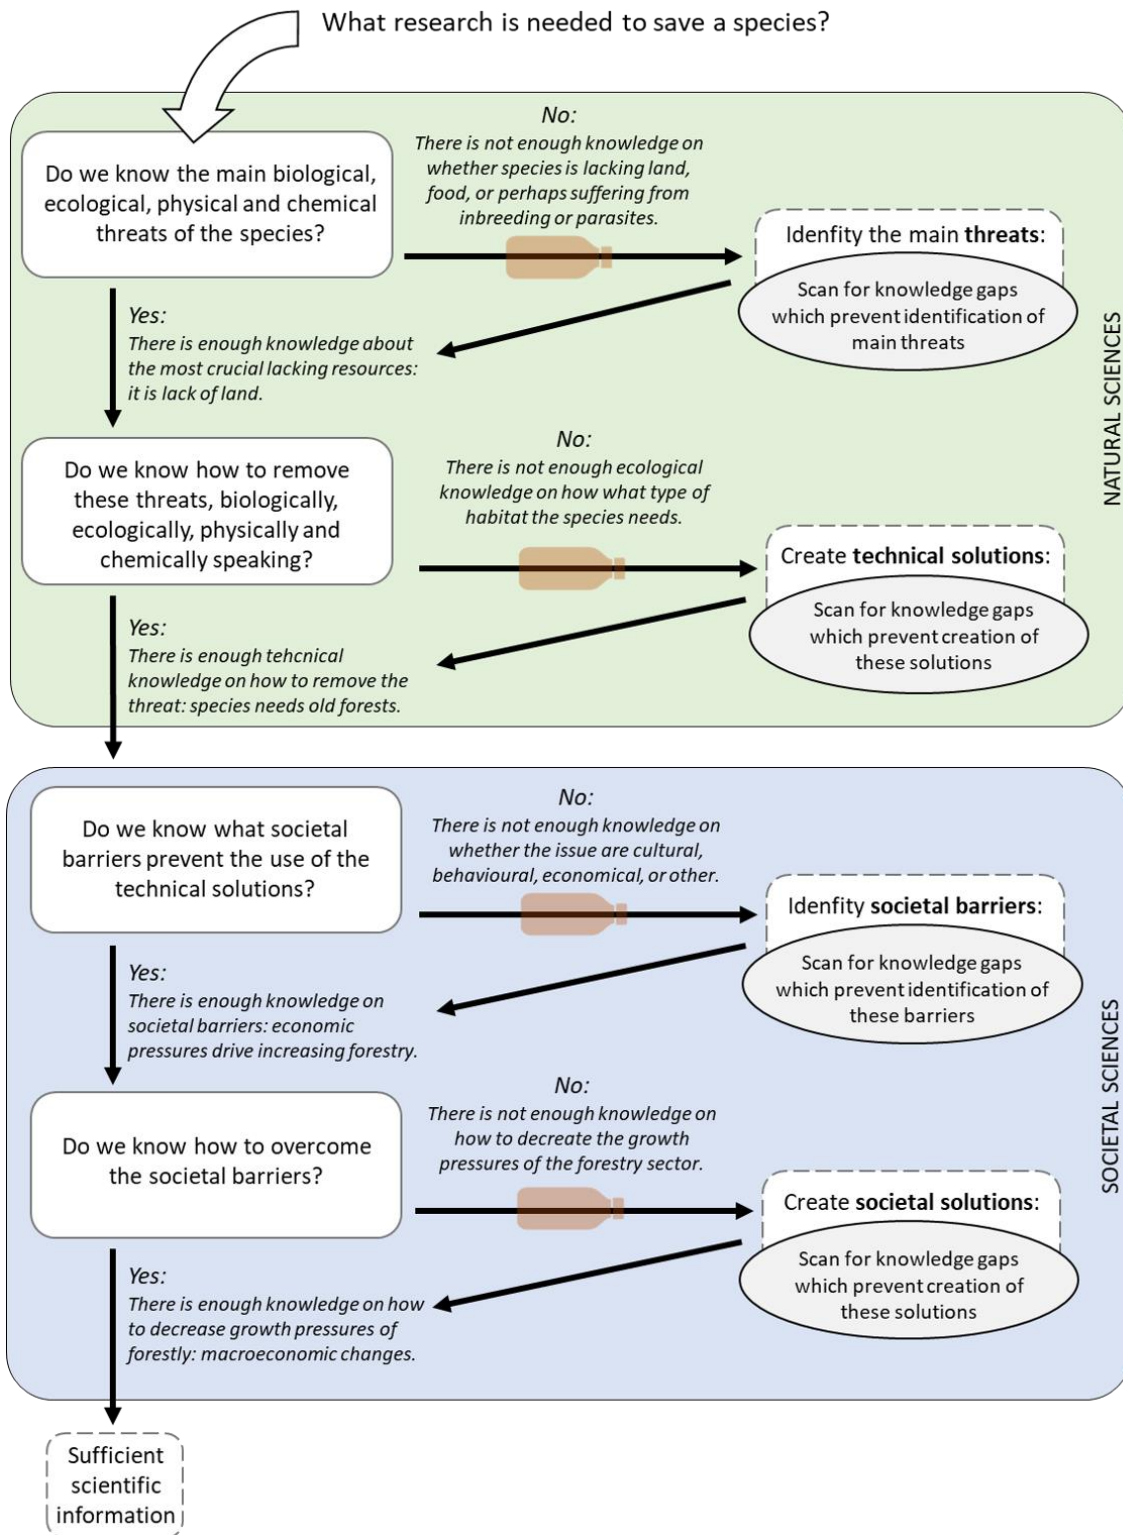 What research is needed to save a species?
Do we know the main biological,
ecological, physical and chemical
threats of the species?
No:
There is not enough knowledge on
whether species is lacking land,
food, or perhaps suffering from
inbreeding or parasites.
Idenfity the main threats:
Scan for knowledge gaps
which prevent identification of
main threats
Yes:
There is enough knowledge about
the most crucial lacking resources:
it is lack of land.
NATURAL SCIENCES
Do we know how to remove
these threats, biologically,
ecologically, physically and
chemically speaking?
No:
There is not enough ecological
knowledge on how what type of
habitat the species needs.
Create technical solutions:
Scan for knowledge gaps
which prevent creation of
these solutions
Yes:
There is enough tehcnical
knowledge on how to remove the
threat: species needs old forests.
Do we know what societal
barriers prevent the use of the
technical solutions?
No:
There is not enough knowledge on
whether the issue are cultural,
behavioural, economical, or other.
Idenfity societal barriers:
Scan for knowledge gaps
which prevent identification of
these barriers
Yes:
There is enough knowledge on
societal barriers: economic
pressures drive increasing forestry.
SOCIETAL SCIENCES
Do we know how to overcome
the societal barriers?
No:
There is not enough knowledge on
how to decreate the growth
pressures of the forestry sector.
Create societal solutions:
Scan for knowledge gaps
which prevent creation of
these solutions
Yes:
There is enough knowledge on how
to decrease growth pressures of
forestly: macroeconomic changes.
Sufficient
scientific
information